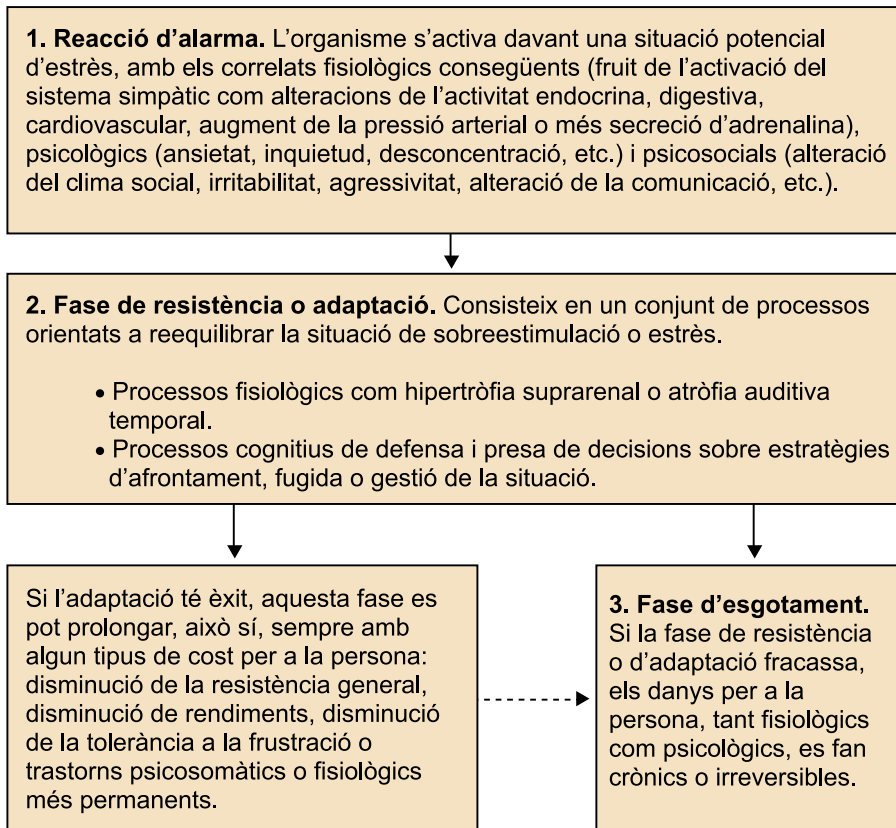 1. Reacció d’alarma. L’organisme s’activa davant una situació potencial
d’estrès, amb els correlats fisiològics consegüents (fruit de l’activació del
sistema simpàtic com alteracions de l’activitat endocrina, digestiva,
cardiovascular, augment de la pressió arterial o més secreció d’adrenalina),
psicològics (ansietat, inquietud, desconcentració, etc.) i psicosocials (alteració
del clima social, irritabilitat, agressivitat, alteració de la comunicació, etc.).
2. Fase de resistència o adaptació. Consisteix en un conjunt de processos
orientats a reequilibrar la situació de sobreestimulació o estrès.
• Processos fisiològics com hipertròfia suprarenal o atròfia auditiva
temporal.
• Processos cognitius de defensa i presa de decisions sobre estratègies
d’afrontament, fugida o gestió de la situació.
Si l’adaptació té èxit, aquesta fase es
pot prolongar, això sí, sempre amb
algun tipus de cost per a la persona:
disminució de la resistència general,
disminució de rendiments, disminució
de la tolerància a la frustració o
trastorns psicosomàtics o fisiològics
més permanents.
3. Fase d’esgotament.
Si la fase de resistència
o d’adaptació fracassa,
els danys per a la
persona, tant fisiològics
com psicològics, es fan
crònics o irreversibles.